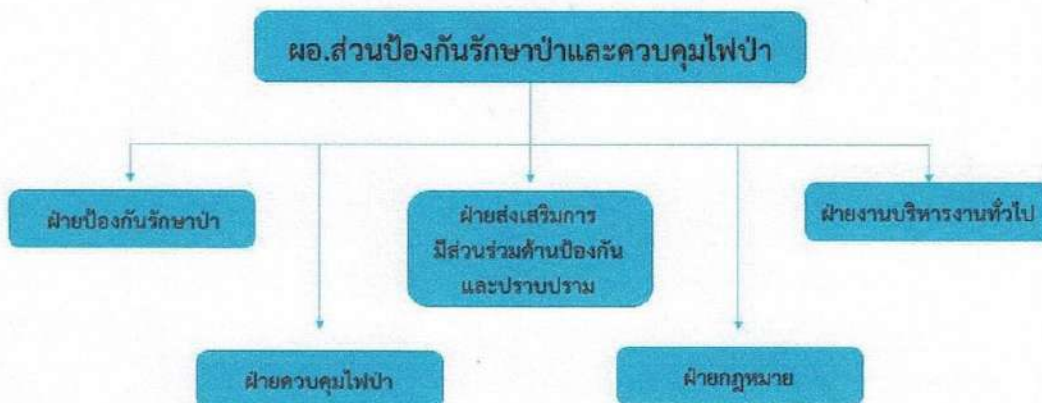 ผอ.ส่วนป้องกันรักษาป่าและควบคุมไฟป่า
ฝ่ายป้องกันรักษาป่า
ฝ่ายส่งเสริมการ
มีส่วนร่วมด้านป้องกัน
และปราบปราม
ฝ่ายงานบริหารงานทั่วไป
ฝ่ายควบคุมไฟป่า
ฝ่ายกฎหมาย